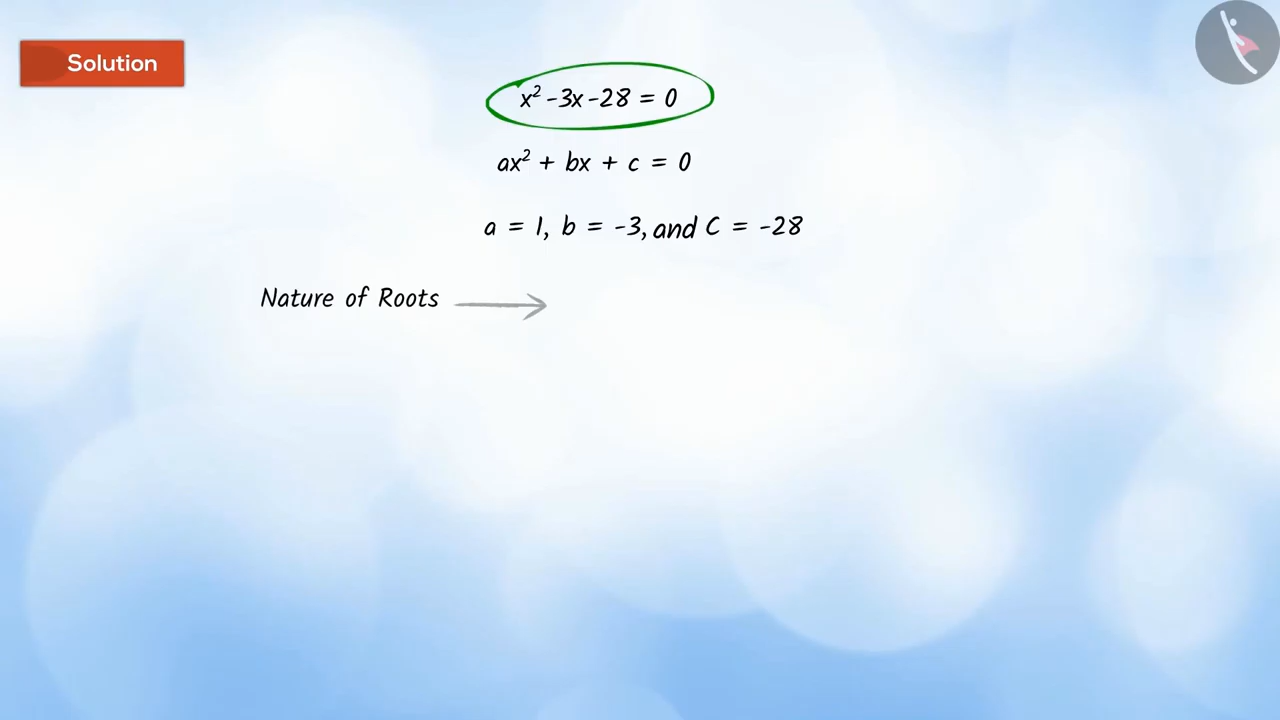 Solution
x² -3x -28 = 0
ax² + bx + c = 0
a = 1, b = -3, and C = -28
Nature of Roots